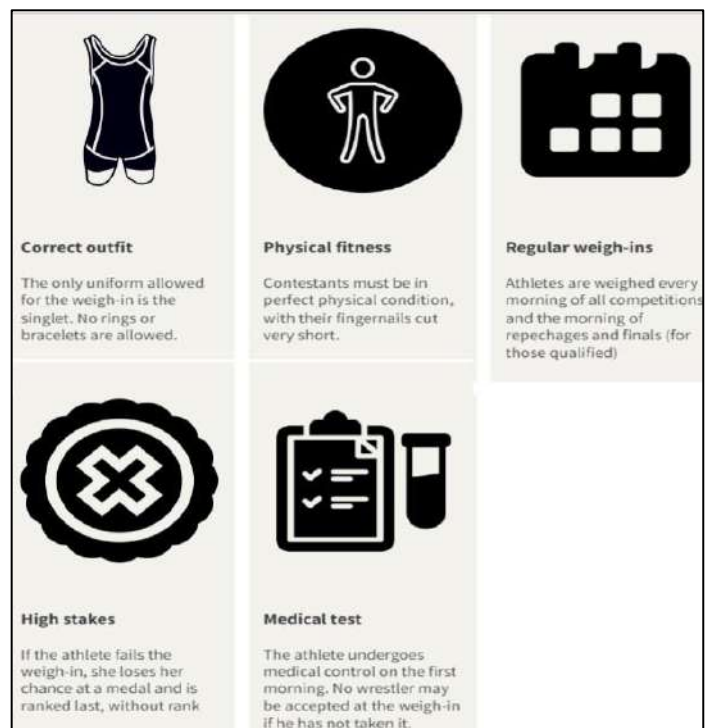 Correct outfit
The only uniform allowed
for the weigh-in is the
singlet. No rings or
bracelets are allowed.
Physical fitness
Contestants must be in
perfect physical condition,
with their fingernails cut
very short.
Regular weigh-ins
Athletes are weighed every
morning of all competitions
and the morning of
repechages and finals (for
those qualified)
High stakes
If the athlete fails the
weigh-in, she loses her
chance at a medal and is
ranked last, without rank
Medical test
The athlete undergoes
medical control on the first
morning. No wrestler may
be accepted at the weigh-in
if he has not taken it.